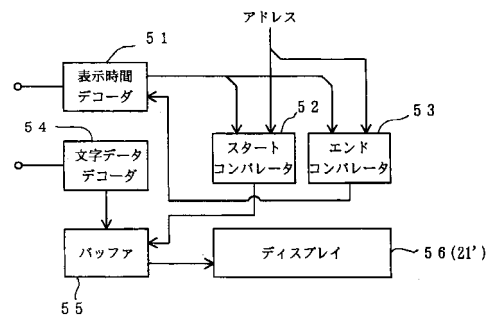 アドレス
51
表示時間
デコーダ
52
53
54
スタート
コンパレータ
エンド
コンパレータ
文字データ
デコーダ
バッファ
ディスプレイ
56(21')
55